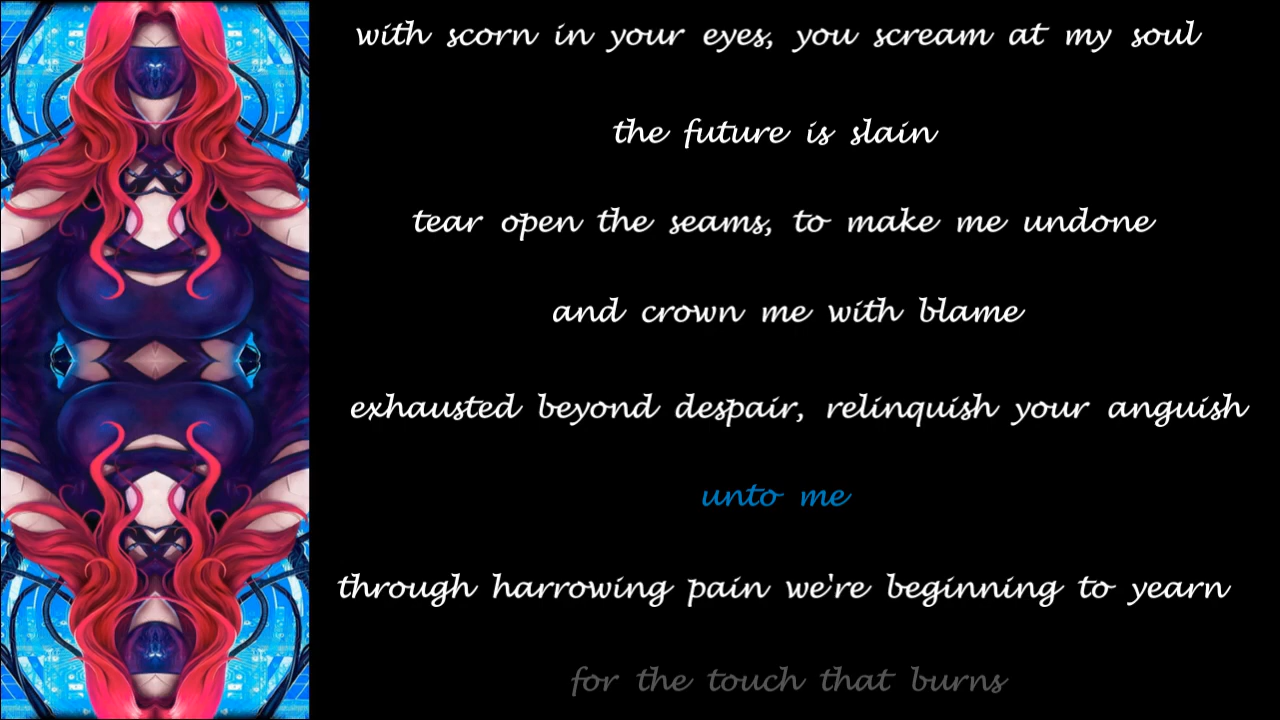 with scorn in your eyes, you scream at my soul
the future is slain
tear open the seams, to make me undone
and crown me with blame
exhausted beyond despair, relinquish your anguish
unto me
through harrowing pain we're beginning to yearn
for the touch that burns